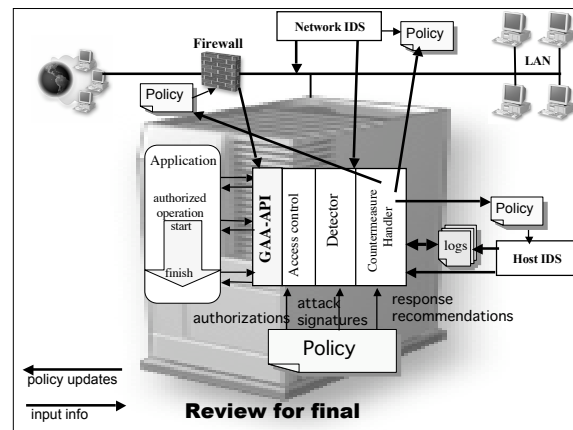 Network IDS
Policy
Firewall
LAN
Policy
Application
authorized
operation
start
finish
GAA-API
Access control
Detector
Countermeasure
Handler
Policy
logs
Host IDS
authorizations
attack
signatures
response
recommendations
Policy
policy updates
input info
Review for final